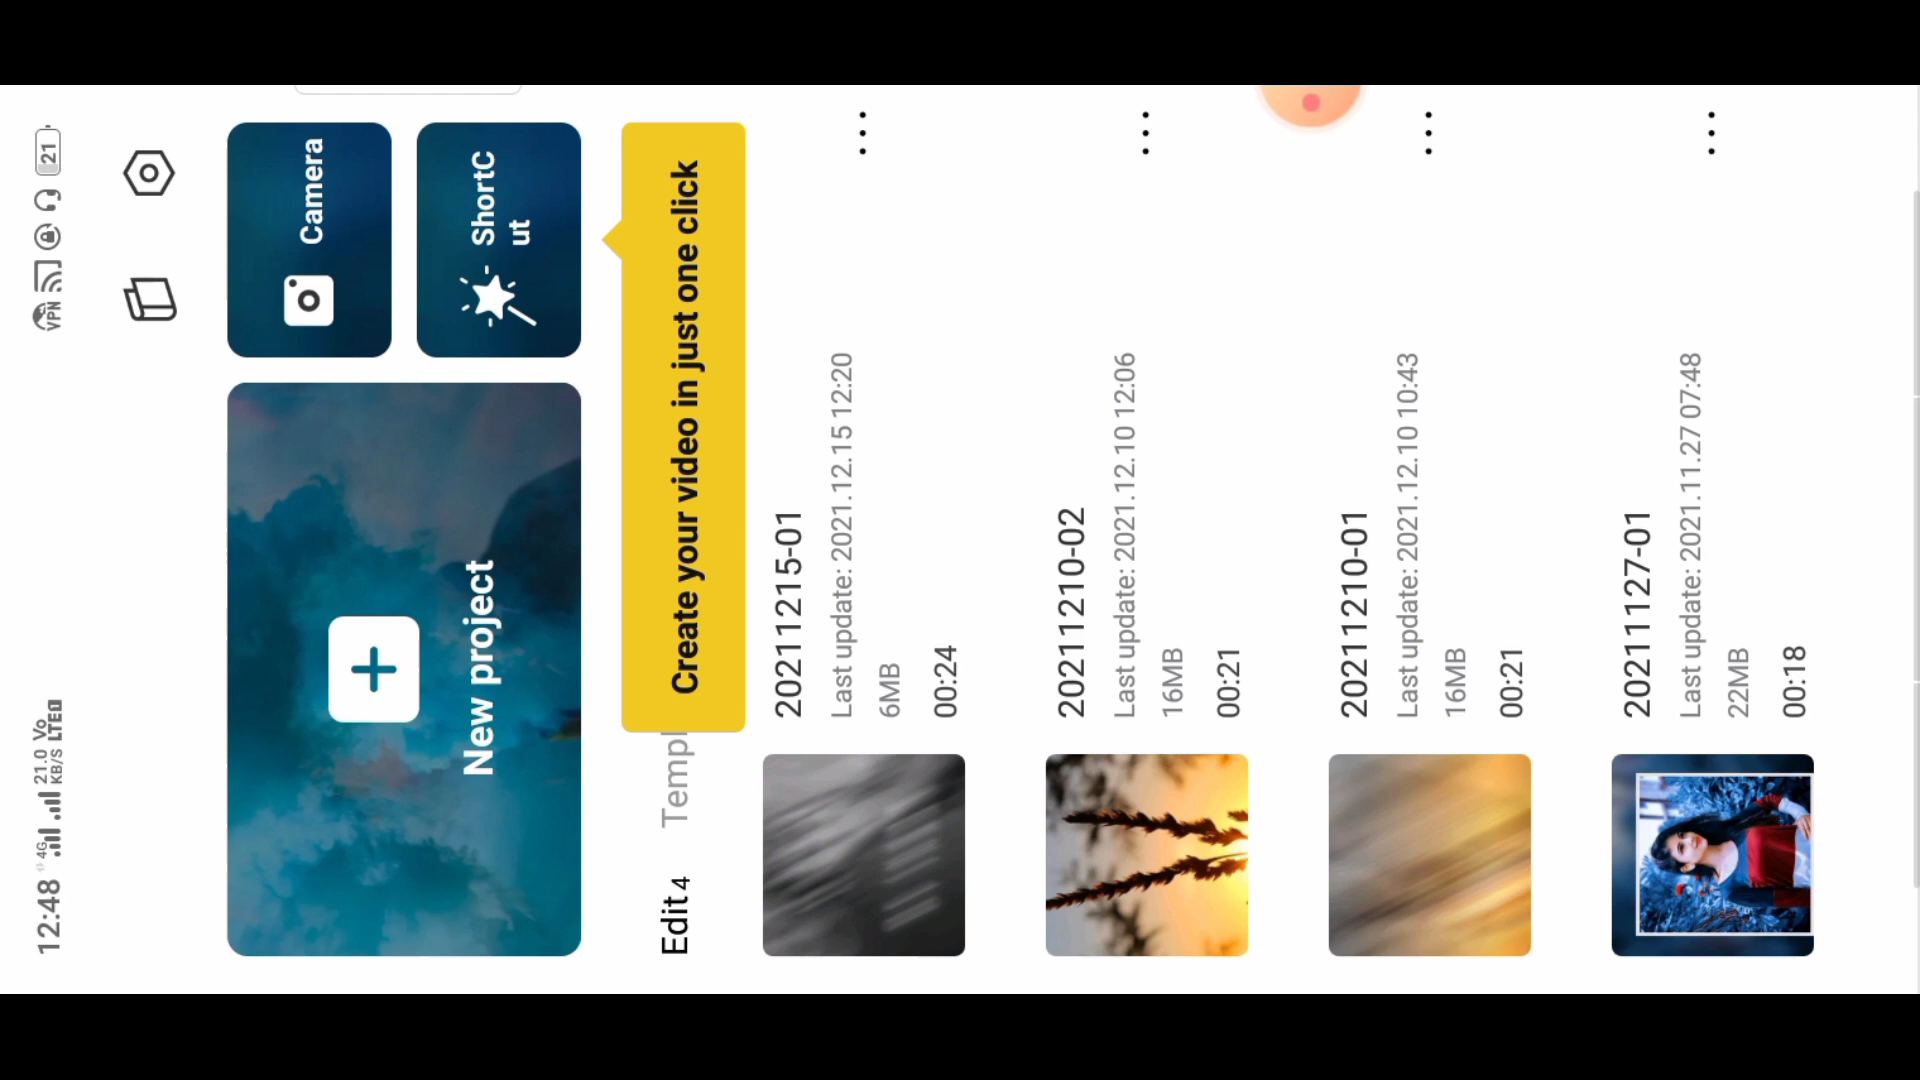 12:48 4G 21.0 KB/S Vo LTE VPN 21
New project
Camera
ShortC
ut
Create your video in just one click
Edit 4 Templ
20211215-01
Last update: 2021.12.15 12:20
6MB
00:24
20211210-02
Last update: 2021.12.10 12:06
16MB
00:21
20211210-01
Last update: 2021.12.10 10:43
16MB
00:21
20211127-01
Last update: 2021.11.27 07:48
22MB
00:18